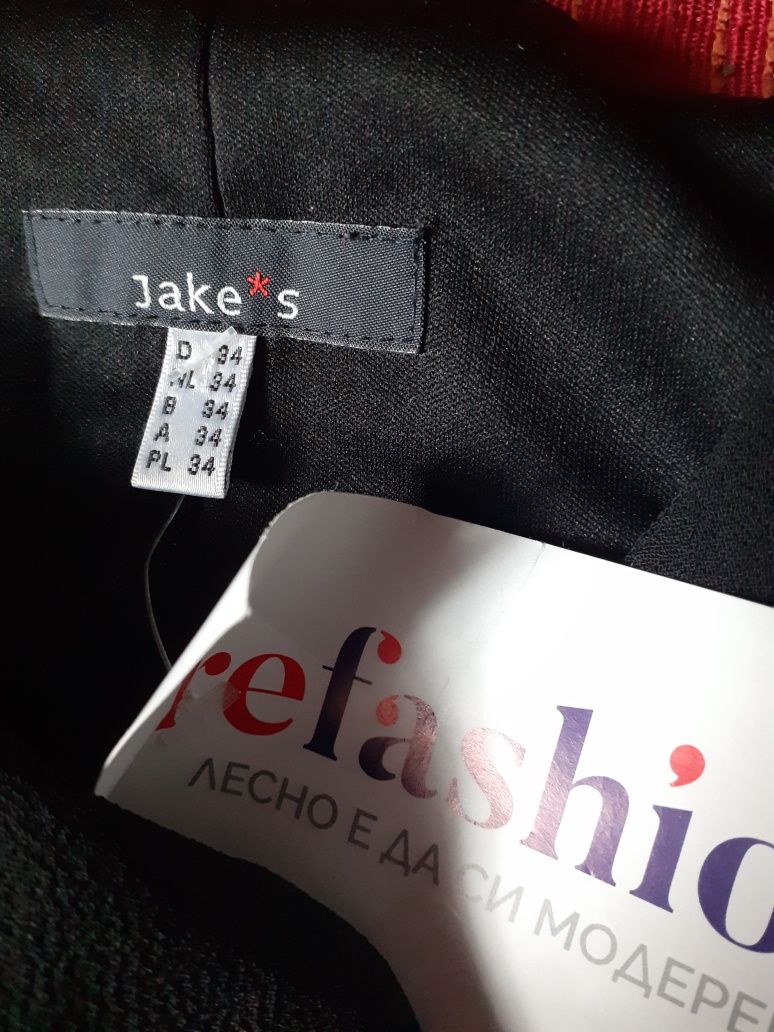 Jake*s
D 34
NL 34
B 34
A 34
PL 34
refashio
ЛЕСНО Е ДА СИ МОДЕРЕ